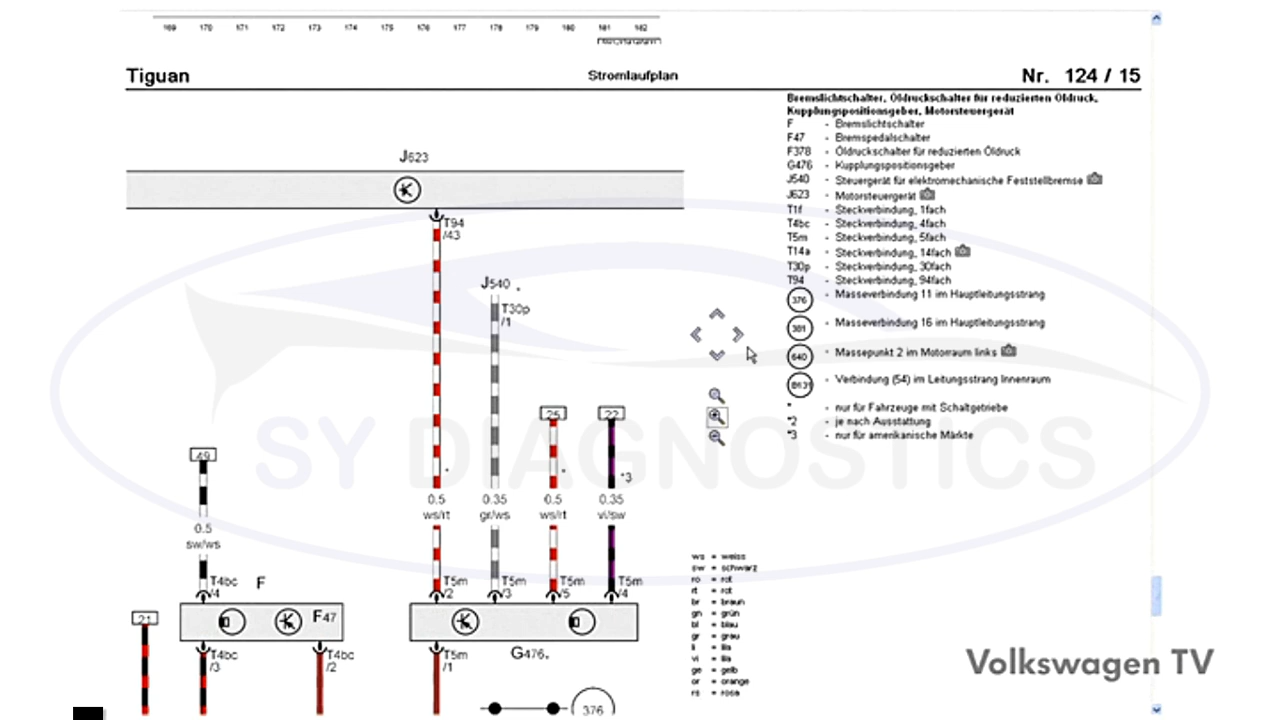 169 170 171 172 173 174 175 176 177 178 179 180 181 182
Tiguan
Stromlaufplan
Nr. 124 / 15
Bremslichtschalter, Öldruckschalter für reduzierten Öldruck,
Kupplungspositionsgeber, Motorsteuergerät
F - Bremslichtschalter
F47 - Bremspedalschalter
F378 - Öldruckschalter für reduzierten Öldruck
G476 - Kupplungspositionsgeber
J540 - Steuergerät für elektromechanische Feststellbremse
J623 - Motorsteuergerät
T1f - Steckverbindung, 1fach
T4bc - Steckverbindung, 4fach
T5m - Steckverbindung, 5fach
T14a - Steckverbindung, 14fach
T30p - Steckverbindung, 30fach
T94 - Steckverbindung, 94fach
376 - Masseverbindung 11 im Hauptleitungsstrang
381 - Masseverbindung 16 im Hauptleitungsstrang
640 - Massepunkt 2 im Motorraum links
B131 - Verbindung (54) im Leitungsstrang Innenraum
* - nur für Fahrzeuge mit Schaltgetriebe
*2 - je nach Ausstattung
*3 - nur für amerikanische Märkte
J623
T94
/43
J540
T30p
/1
25
22
49
*
*
*3
0.5
ws/rt
0.35
gr/ws
0.5
ws/rt
0.35
vi/sw
0.5
sw/ws
T4bc
/4
F
T5m
/2
T5m
/3
T5m
/5
T5m
/4
21
F47
T4bc
/3
T4bc
/2
T5m
/1
G476
376
ws = weiss
sw = schwarz
ro = rot
rt = rot
br = braun
gn = grün
bl = blau
gr = grau
li = lila
vi = lila
ge = gelb
or = orange
rs = rosa
SY DIAGNOSTICS
Volkswagen TV